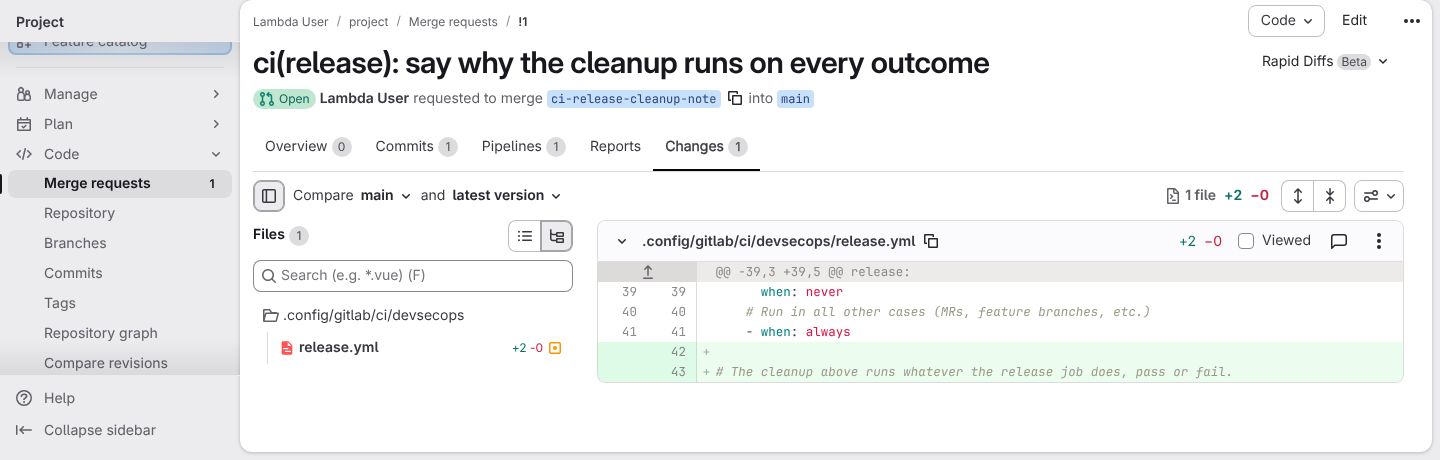 Project
Feature catalog
Manage
Plan
Code
Merge requests 1
Repository
Branches
Commits
Tags
Repository graph
Compare revisions
Help
Collapse sidebar
Lambda User / project / Merge requests / !1
Code
Edit
ci(release): say why the cleanup runs on every outcome
Rapid Diffs Beta
Open Lambda User requested to merge ci-release-cleanup-note into main
Overview 0 Commits 1 Pipelines 1 Reports Changes 1
Compare main and latest version
1 file +2 −0
Files 1
Search (e.g. *.vue) (F)
.config/gitlab/ci/devsecops
release.yml +2 -0
.config/gitlab/ci/devsecops/release.yml +2 −0 Viewed
@@ -39,3 +39,5 @@ release:
39 39 when: never
40 40 # Run in all other cases (MRs, feature branches, etc.)
41 41 - when: always
42 +
43 + # The cleanup above runs whatever the release job does, pass or fail.